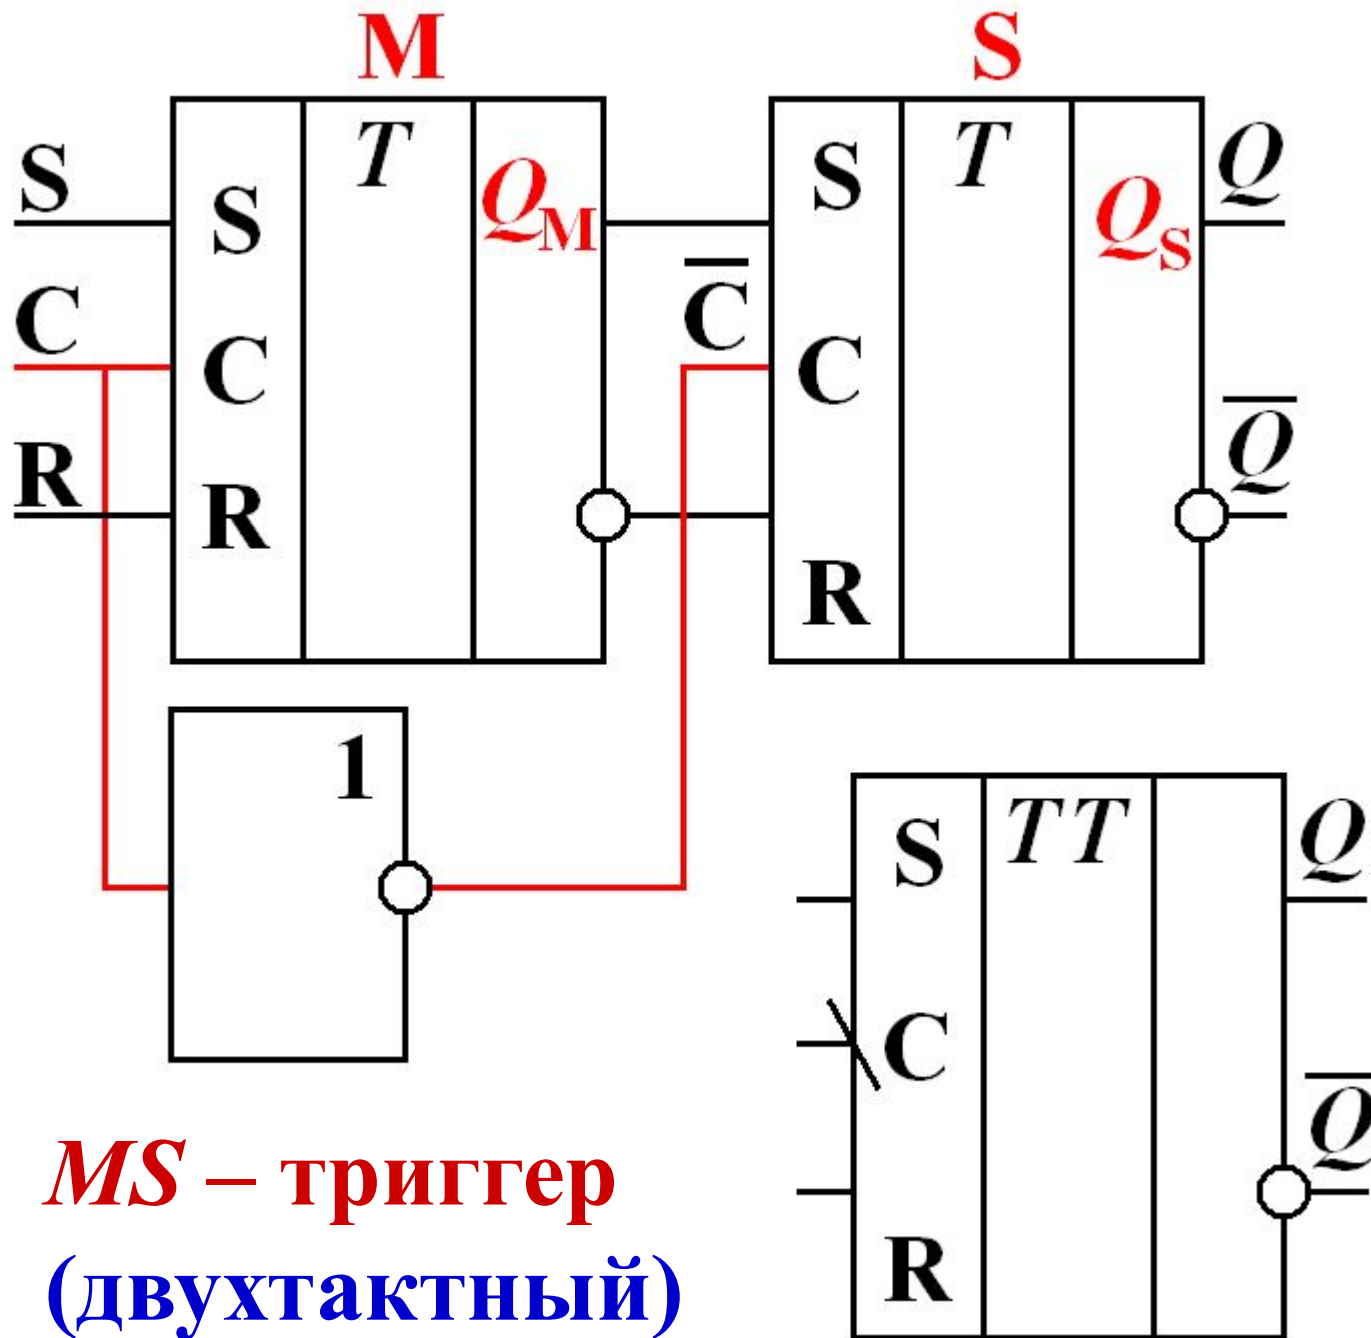 M S
S S T Q_M S T Q_S Q
C C C̅ C
R R R Q̅
1
S TT Q
C
R Q̅
MS – триггер
(двухтактный)